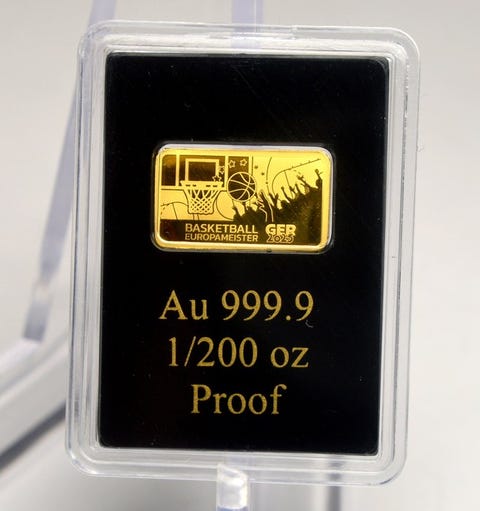 BASKETBALL GER
EUROPAMEISTER 2025
Au 999.9
1/200 oz
Proof